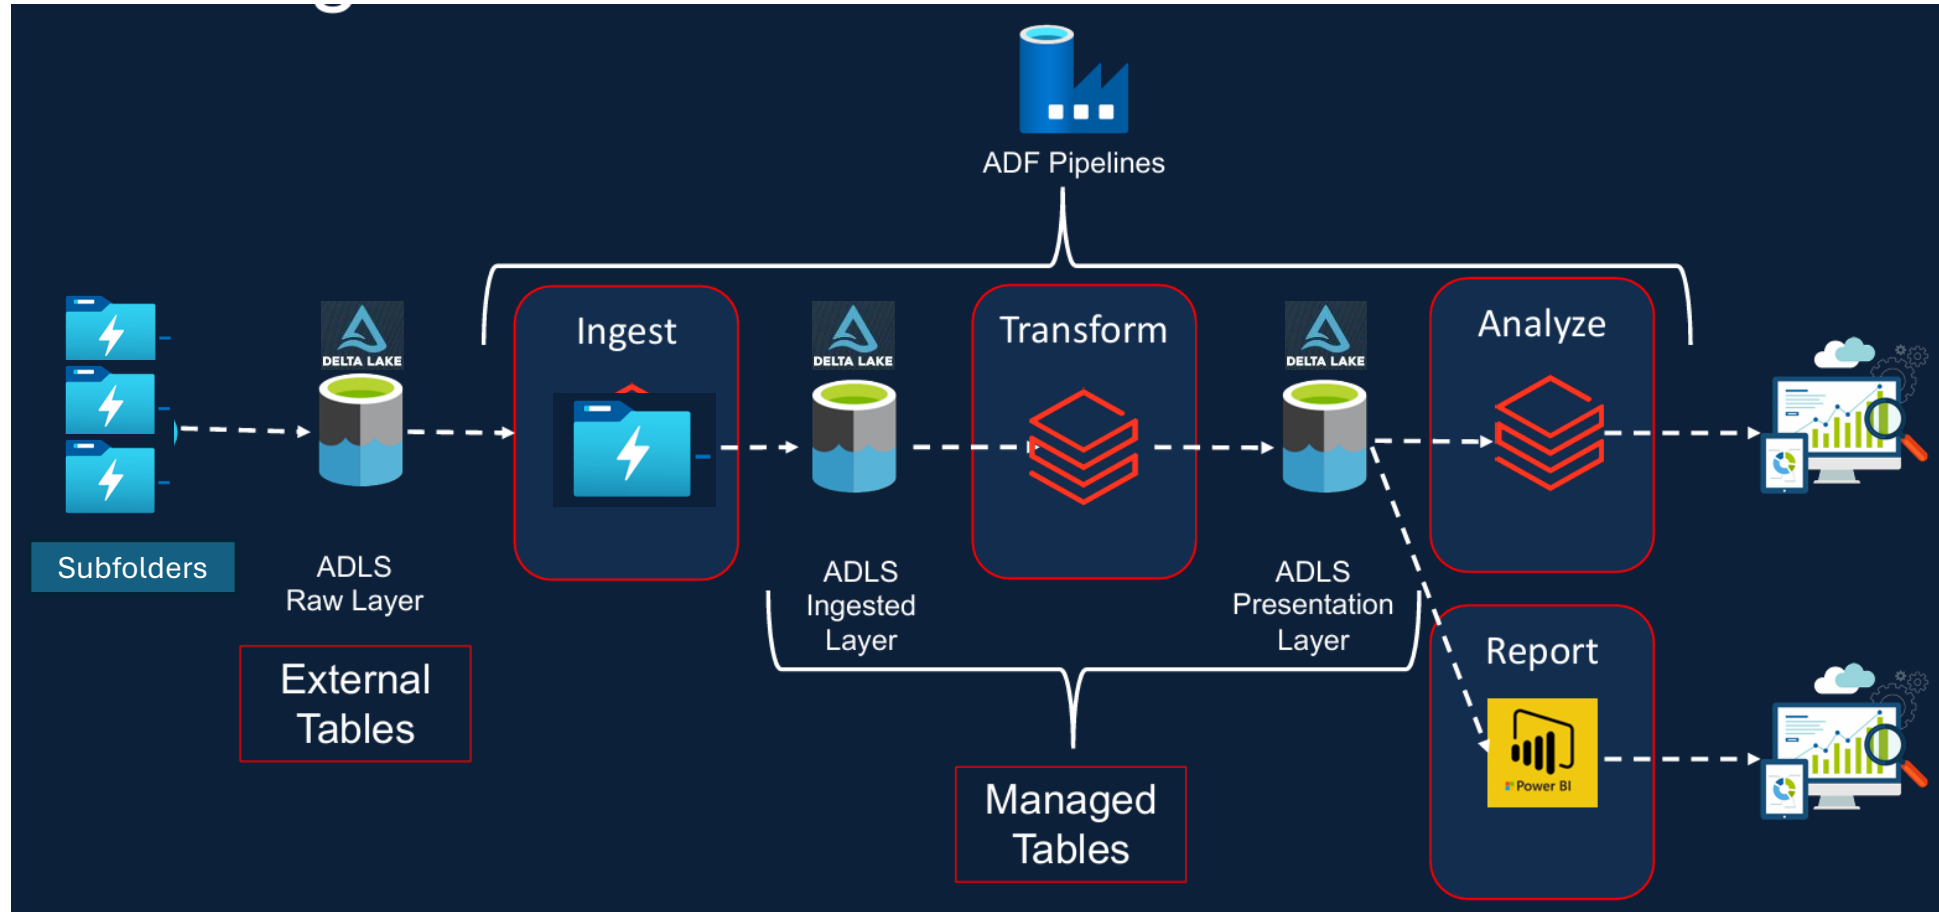 ADF Pipelines
DELTA LAKE
Ingest
DELTA LAKE
Transform
DELTA LAKE
Analyze
Subfolders
ADLS
Raw Layer
ADLS
Ingested
Layer
ADLS
Presentation
Layer
External
Tables
Managed
Tables
Report
Power BI